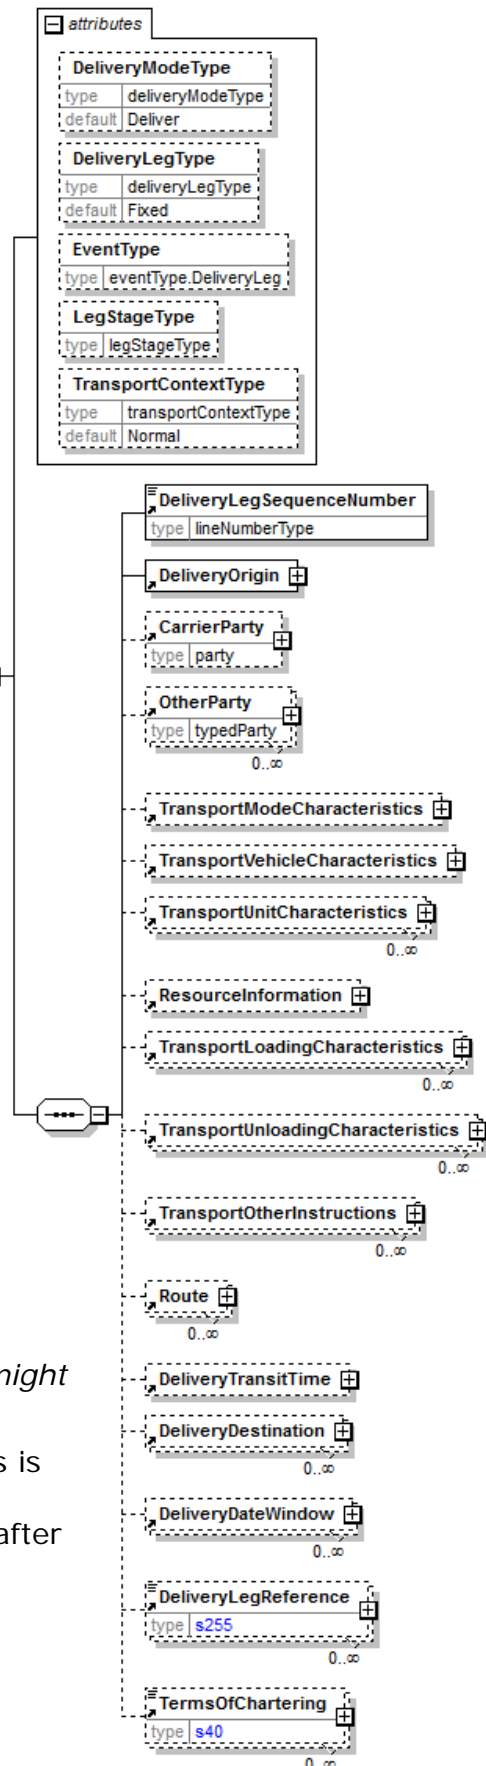 attributes
DeliveryModeType
type deliveryModeType
default Deliver
DeliveryLegType
type deliveryLegType
default Fixed
EventType
type eventType.DeliveryLeg
LegStageType
type legStageType
TransportContextType
type transportContextType
default Normal
DeliveryLegSequenceNumber
type lineNumberType
DeliveryOrigin
CarrierParty
type party
OtherParty
type typedParty
0..∞
TransportModeCharacteristics
TransportVehicleCharacteristics
TransportUnitCharacteristics
0..∞
ResourceInformation
TransportLoadingCharacteristics
0..∞
TransportUnloadingCharacteristics
0..∞
TransportOtherInstructions
0..∞
Route
0..∞
might
DeliveryTransitTime
DeliveryDestination
s is
0..∞
DeliveryDateWindow
after
0..∞
DeliveryLegReference
type s255
0..∞
TermsOfChartering
type s40
0..∞